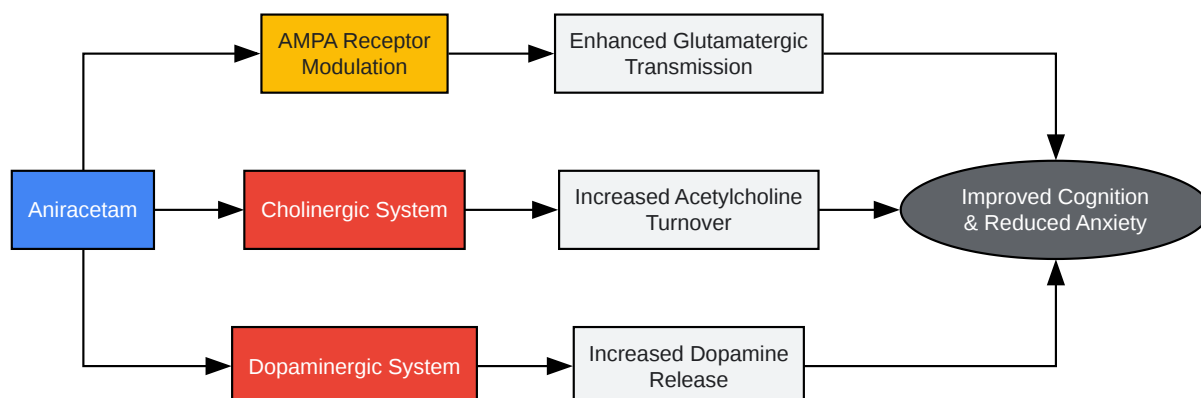 AMPA Receptor
Modulation
Enhanced Glutamatergic
Transmission
Aniracetam
Cholinergic System
Increased Acetylcholine
Turnover
Improved Cognition
& Reduced Anxiety
Dopaminergic System
Increased Dopamine
Release